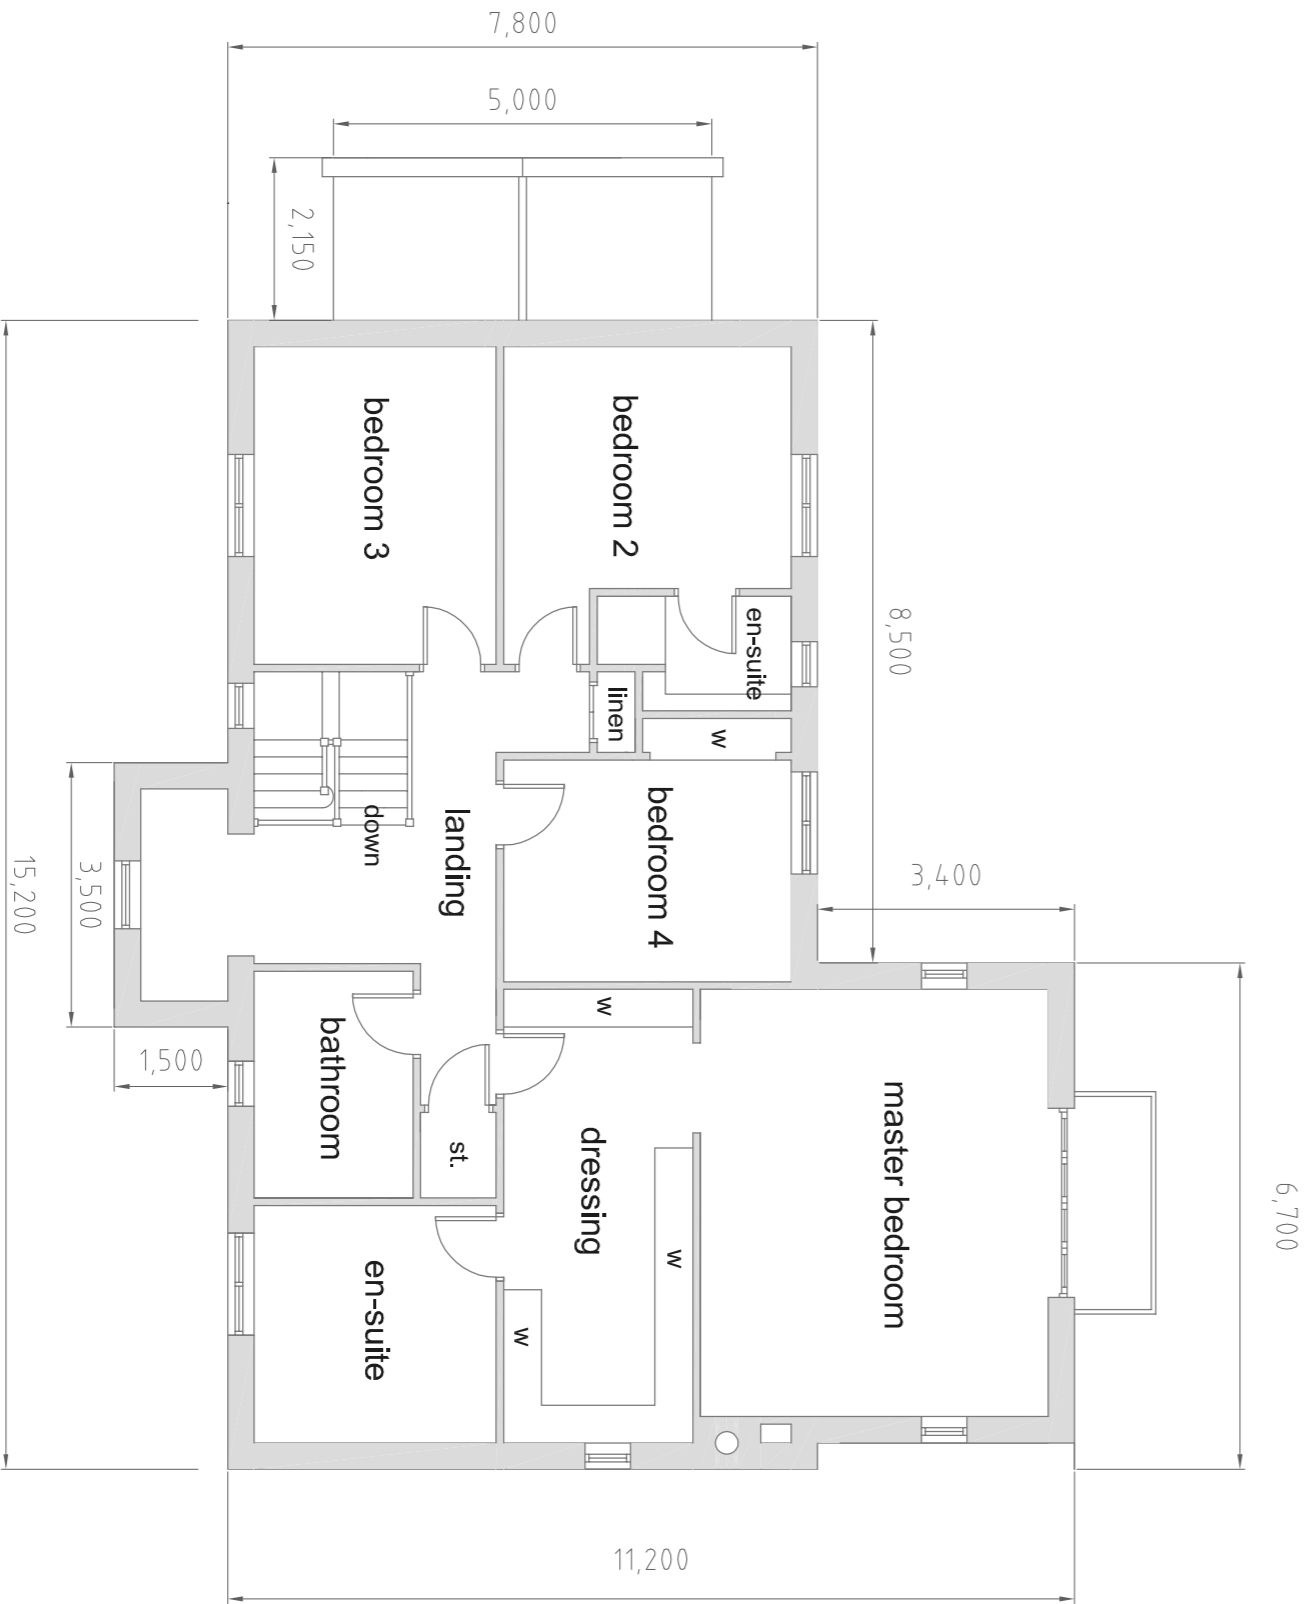 7,800
5,000
2,150
bedroom 3
bedroom 2
en-suite
8,500
linen
w
down
landing
bedroom 4
3,400
15,200
3,500
w
1,500
bathroom
st.
dressing
master bedroom
6,700
w
en-suite
w
11,200